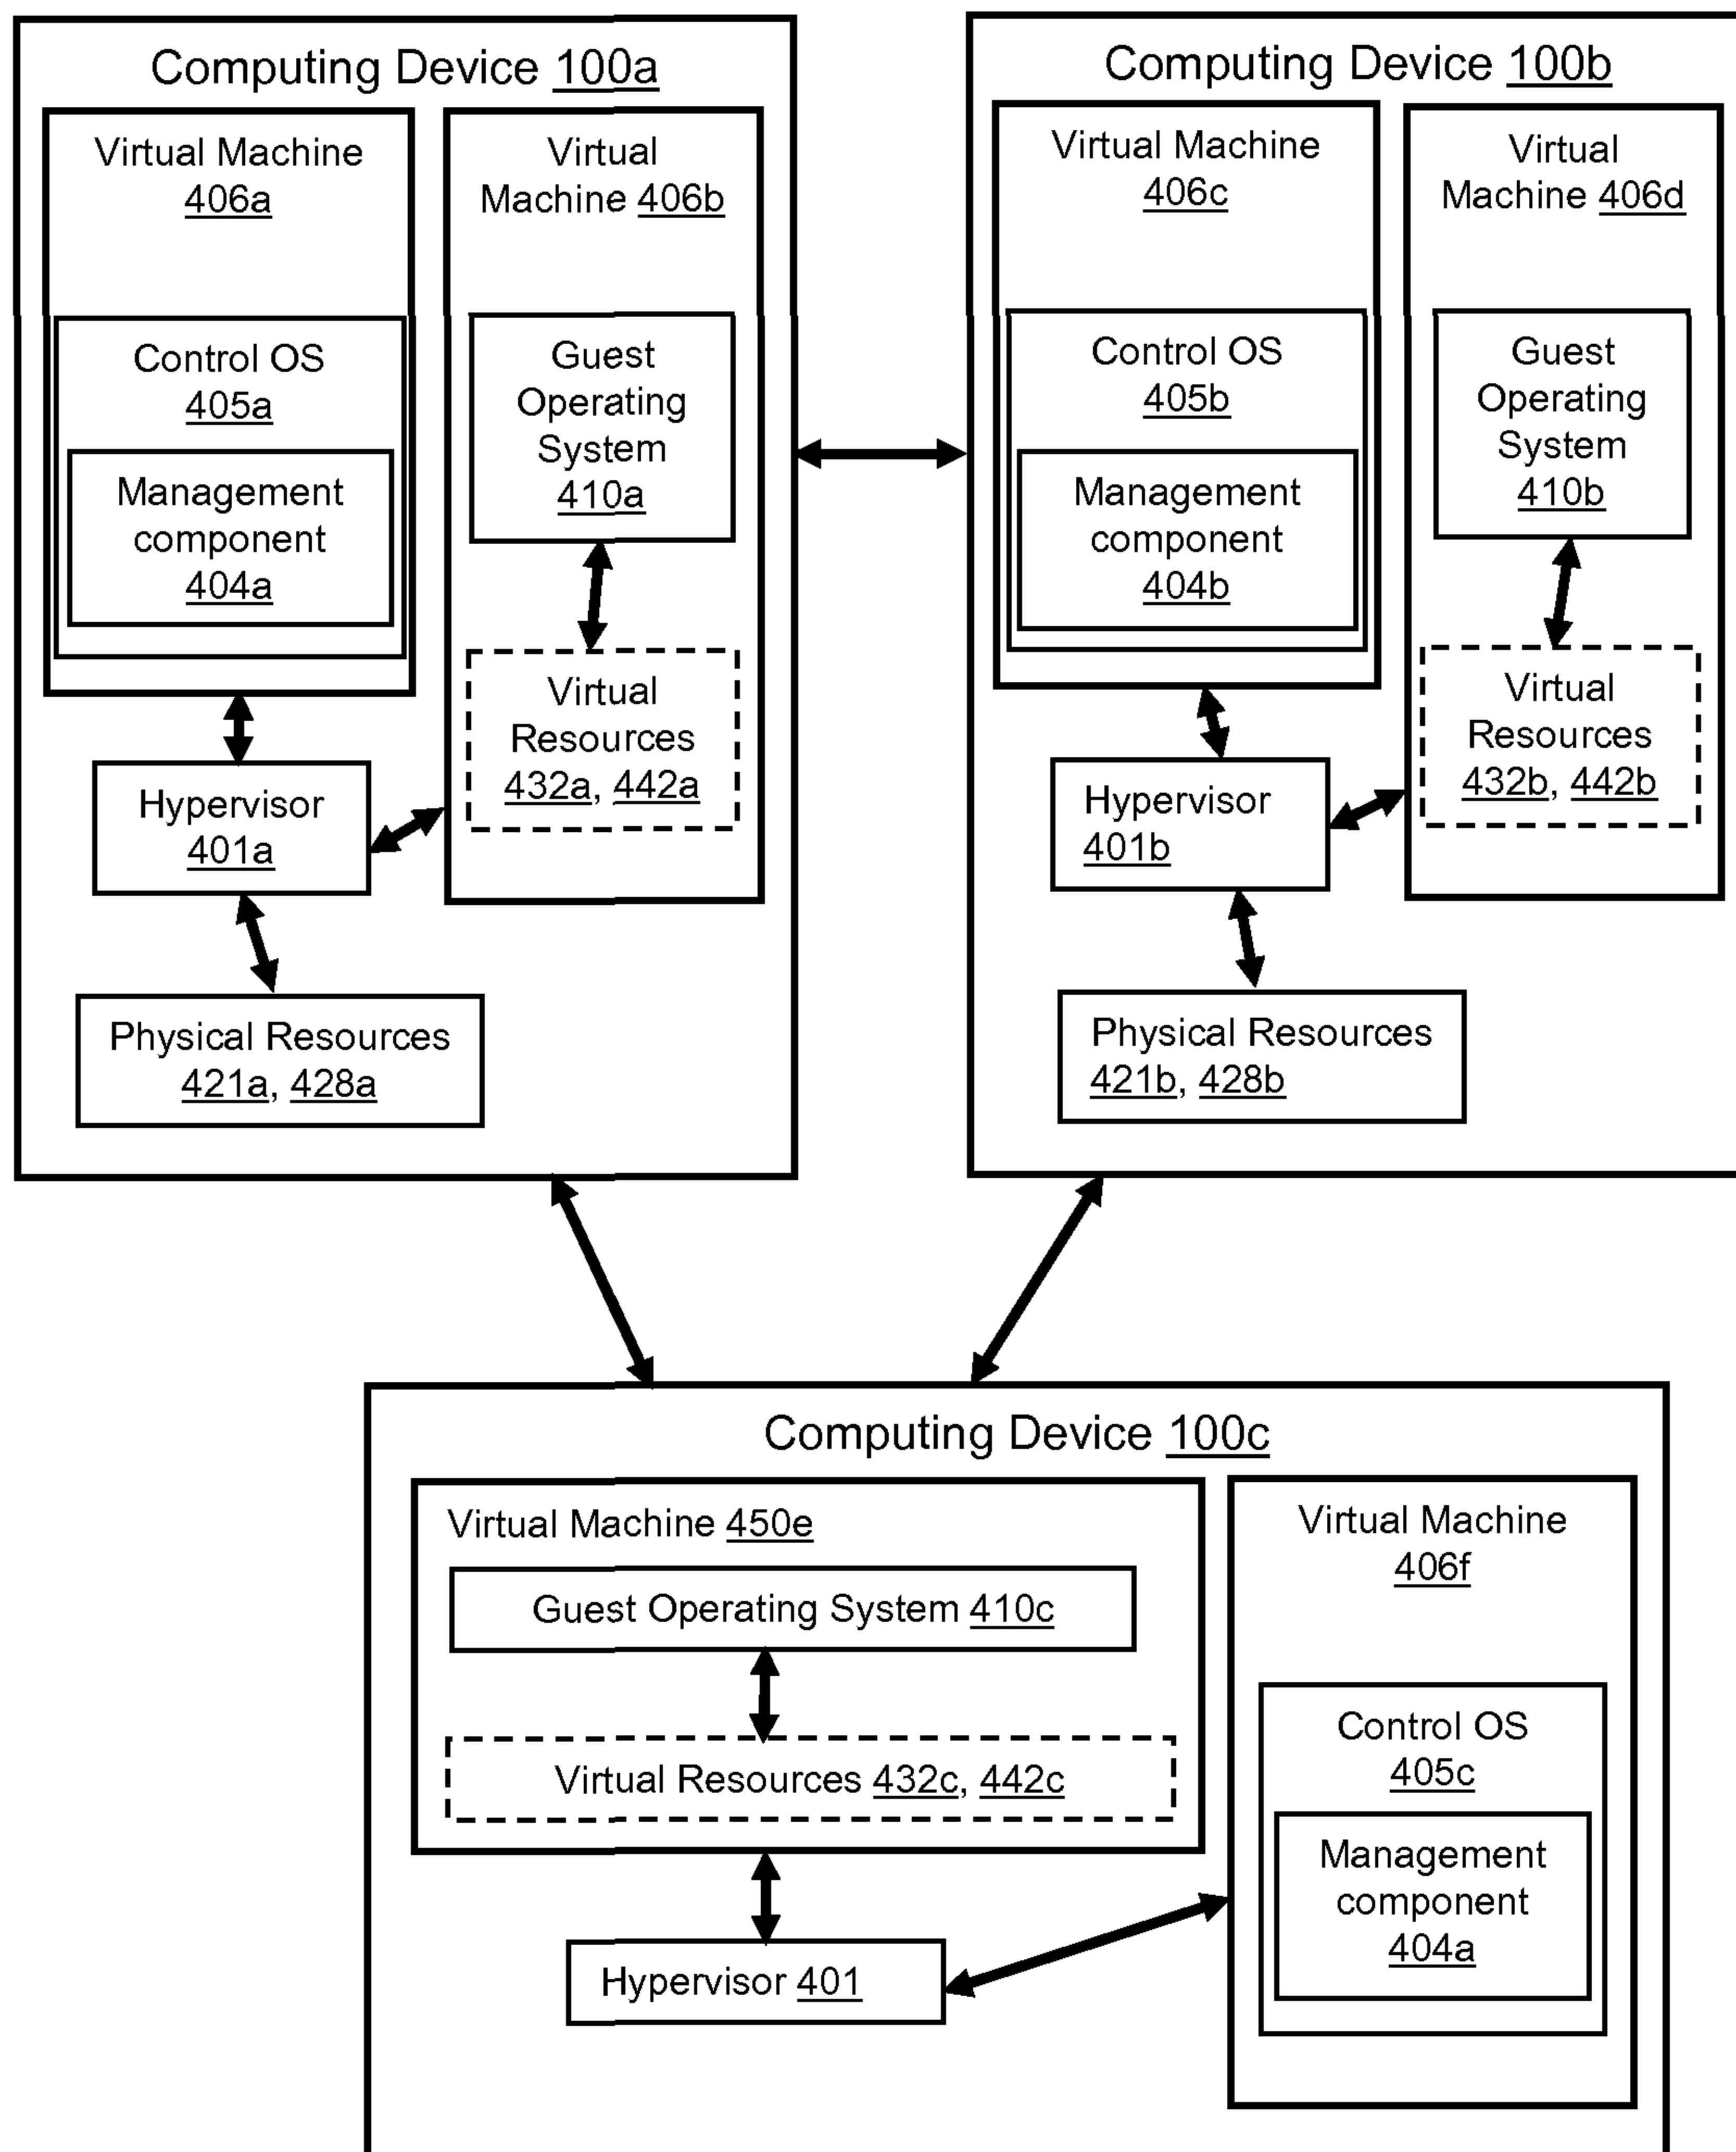 Computing Device 100a
Virtual Machine
406a
Control OS
405a
Management
component
404a
Virtual
Machine 406b
Guest
Operating
System
410a
Virtual
Resources
432a, 442a
Hypervisor
401a
Physical Resources
421a, 428a
Computing Device 100b
Virtual Machine
406c
Control OS
405b
Management
component
404b
Virtual
Machine 406d
Guest
Operating
System
410b
Virtual
Resources
432b, 442b
Hypervisor
401b
Physical Resources
421b, 428b
Computing Device 100c
Virtual Machine 450e
Guest Operating System 410c
Virtual Resources 432c, 442c
Hypervisor 401
Virtual Machine
406f
Control OS
405c
Management
component
404a